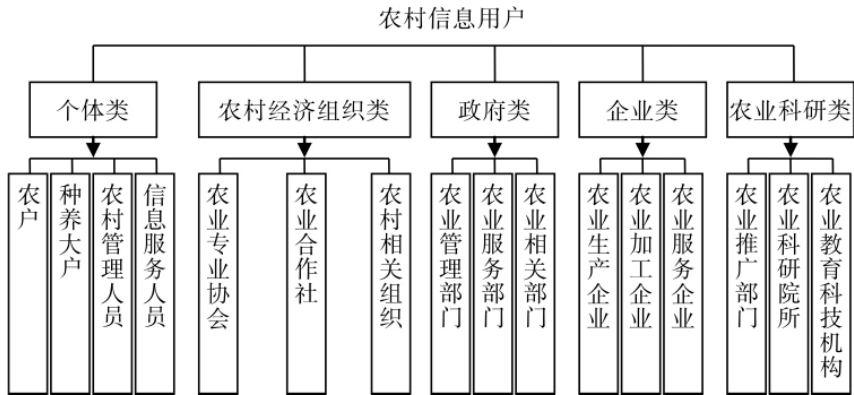 农村信息用户
个体类
农村经济组织类
政府类
企业类
农业科研类
农户
种养大户
农村管理人员
信息服务人员
农业专业协会
农业合作社
农村相关组织
农业管理部门
农业服务部门
农业相关部门
农业生产企业
农业加工企业
农业服务企业
农业推广部门
农业科研院所
农业教育科技机构